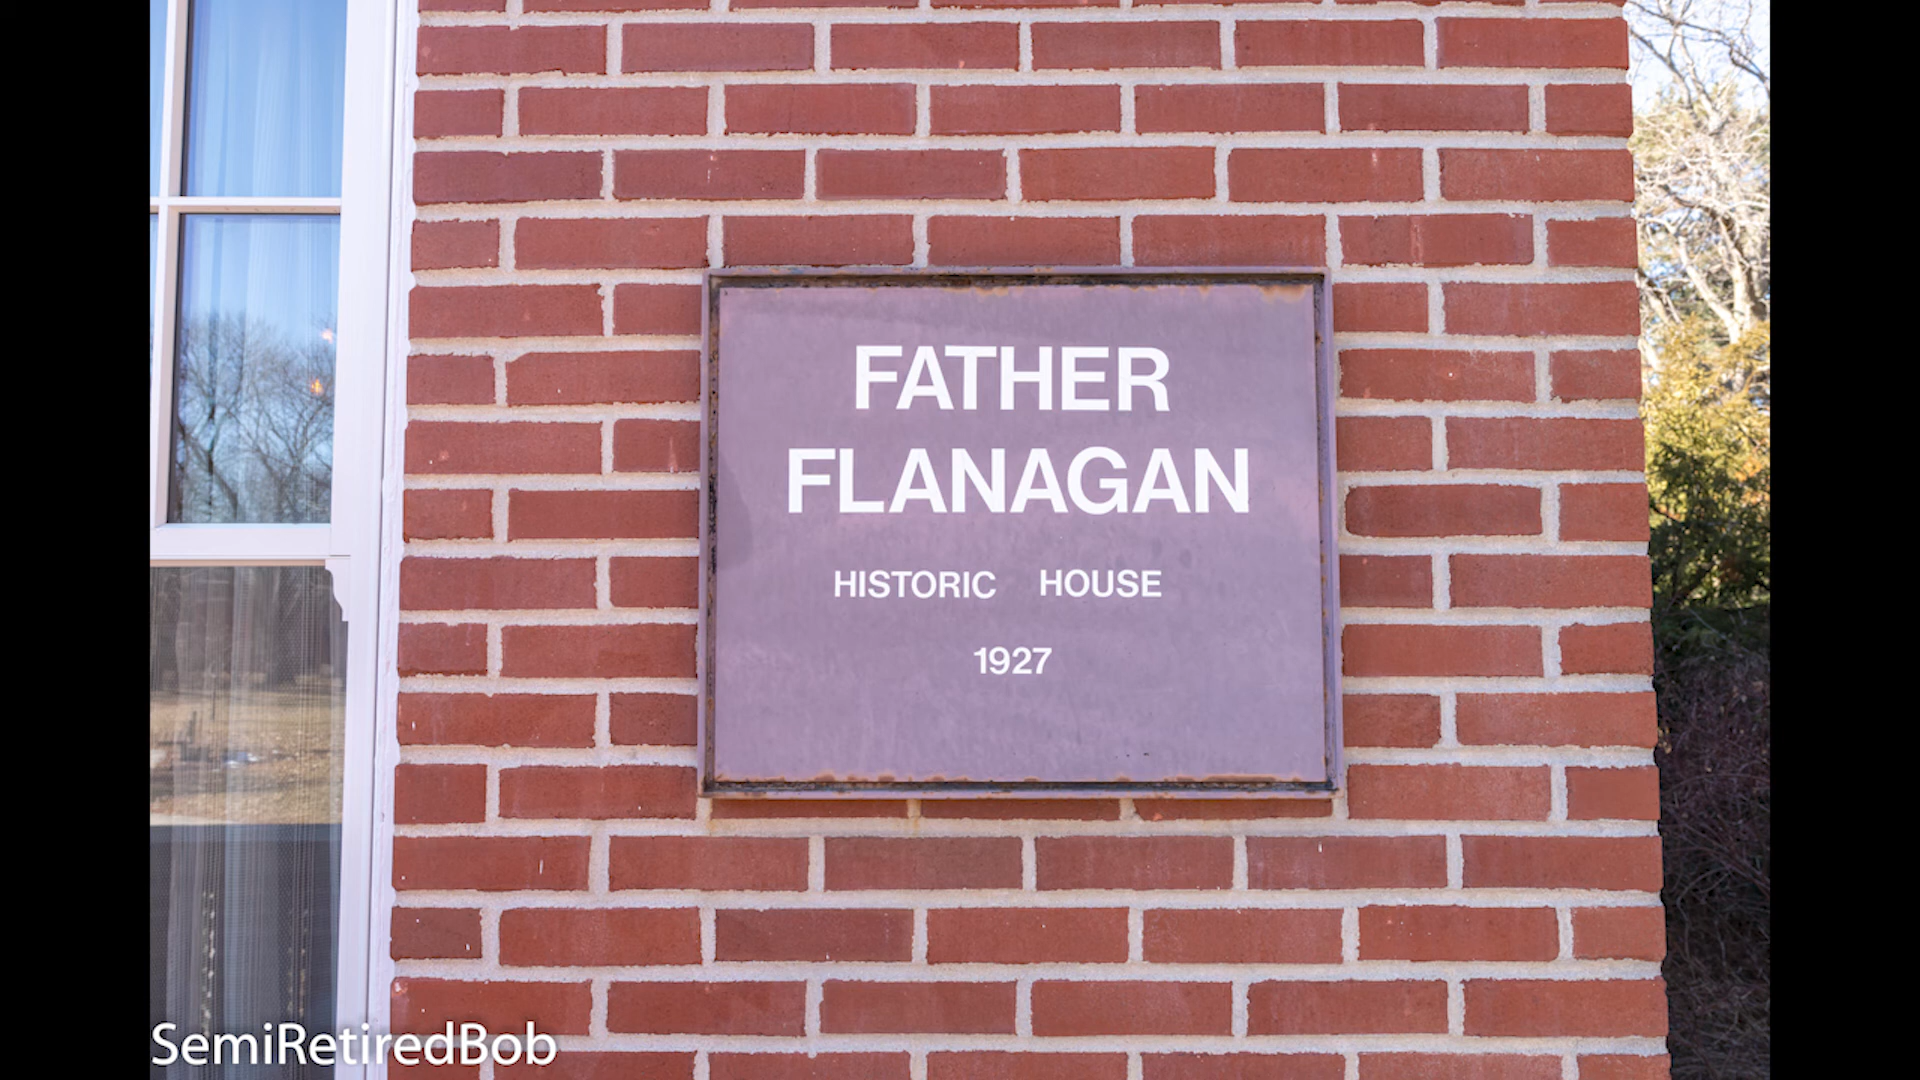 FATHER
FLANAGAN
HISTORIC HOUSE
1927
SemiRetiredBob